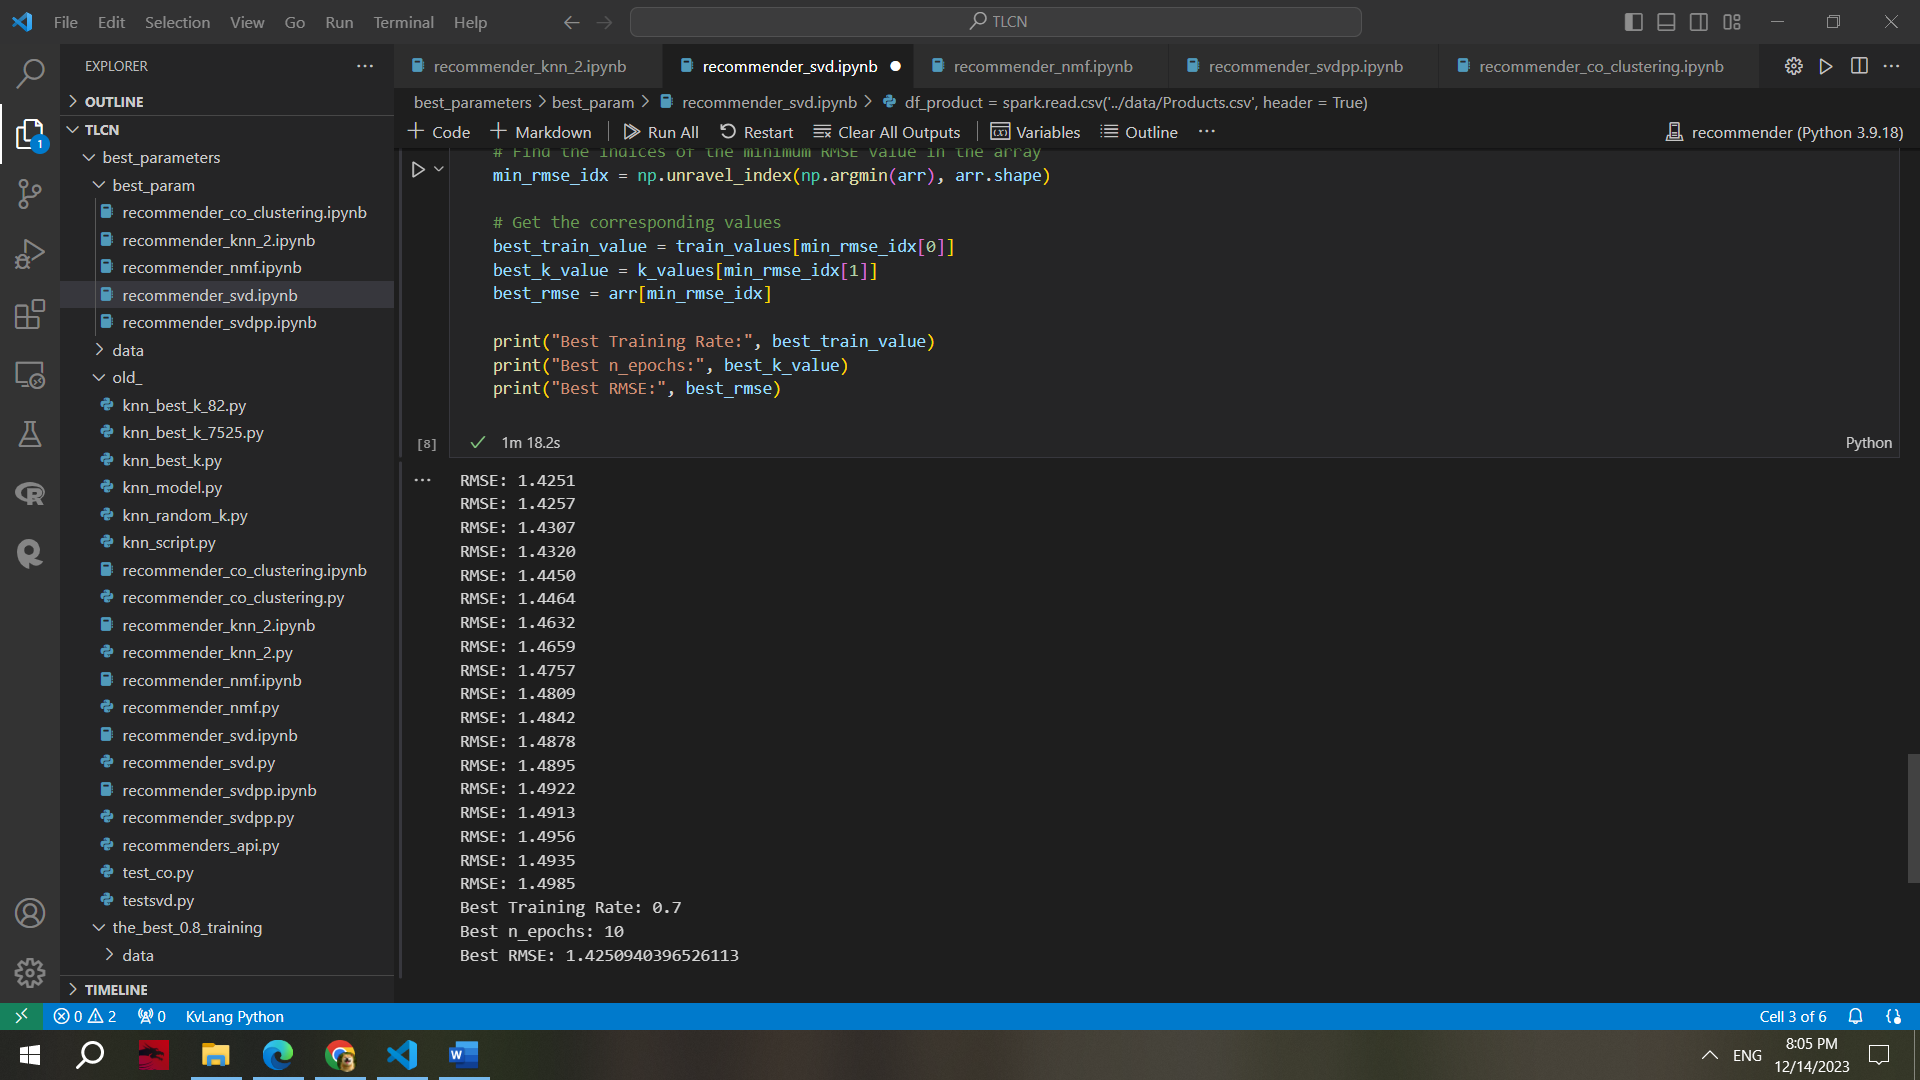 File Edit Selection View Go Run Terminal Help
TLCN
EXPLORER
recommender_knn_2.ipynb
recommender_svd.ipynb
recommender_nmf.ipynb
recommender_svdpp.ipynb
recommender_co_clustering.ipynb
best_parameters > best_param > recommender_svd.ipynb > df_product = spark.read.csv('../data/Products.csv', header = True)
Code Markdown Run All Restart Clear All Outputs Variables Outline ...
recommender (Python 3.9.18)
OUTLINE
TLCN
best_parameters
best_param
recommender_co_clustering.ipynb
recommender_knn_2.ipynb
recommender_nmf.ipynb
recommender_svd.ipynb
recommender_svdpp.ipynb
data
old_
knn_best_k_82.py
knn_best_k_7525.py
knn_best_k.py
knn_model.py
knn_random_k.py
knn_script.py
recommender_co_clustering.ipynb
recommender_co_clustering.py
recommender_knn_2.ipynb
recommender_knn_2.py
recommender_nmf.ipynb
recommender_nmf.py
recommender_svd.ipynb
recommender_svd.py
recommender_svdpp.ipynb
recommender_svdpp.py
recommenders_api.py
test_co.py
testsvd.py
the_best_0.8_training
data
TIMELINE
1
# Find the indices of the minimum RMSE value in the array
min_rmse_idx = np.unravel_index(np.argmin(arr), arr.shape)
# Get the corresponding values
best_train_value = train_values[min_rmse_idx[0]]
best_k_value = k_values[min_rmse_idx[1]]
best_rmse = arr[min_rmse_idx]
print("Best Training Rate:", best_train_value)
print("Best n_epochs:", best_k_value)
print("Best RMSE:", best_rmse)
[8] 1m 18.2s
Python
RMSE: 1.4251
RMSE: 1.4257
RMSE: 1.4307
RMSE: 1.4320
RMSE: 1.4450
RMSE: 1.4464
RMSE: 1.4632
RMSE: 1.4659
RMSE: 1.4757
RMSE: 1.4809
RMSE: 1.4842
RMSE: 1.4878
RMSE: 1.4895
RMSE: 1.4922
RMSE: 1.4913
RMSE: 1.4956
RMSE: 1.4935
RMSE: 1.4985
Best Training Rate: 0.7
Best n_epochs: 10
Best RMSE: 1.4250940396526113
0 2 0 KvLang Python
Cell 3 of 6
ENG
8:05 PM
12/14/2023